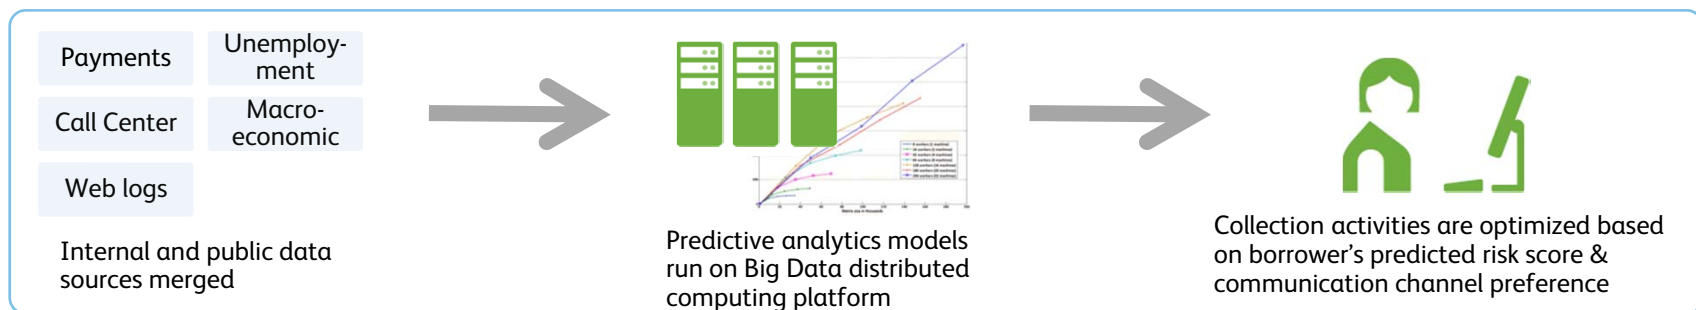 Payments
Unemploy-
ment
Call Center
Macro-
economic
Web logs
Internal and public data
sources merged
Predictive analytics models
run on Big Data distributed
computing platform
Collection activities are optimized based
on borrower’s predicted risk score &
communication channel preference